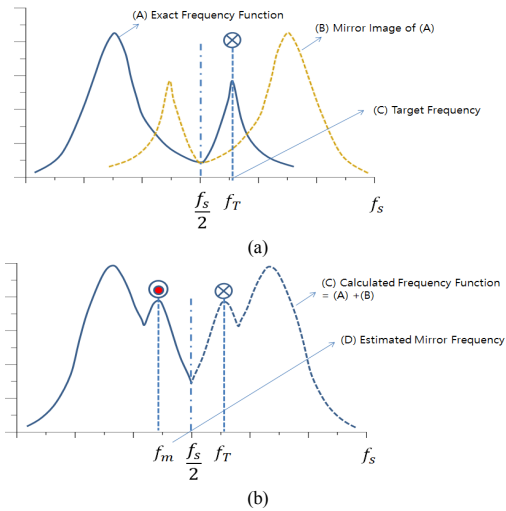 (A) Exact Frequency Function
(B) Mirror Image of (A)
(C) Target Frequency
fs/2 fT fs
(a)
(C) Calculated Frequency Function
= (A) +(B)
(D) Estimated Mirror Frequency
fm fs/2 fT fs
(b)